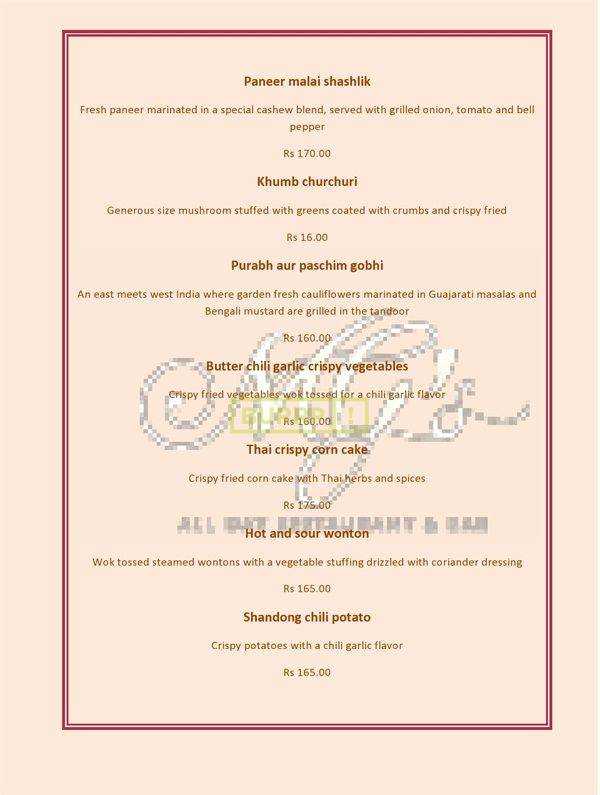 Paneer malai shashlik
Fresh paneer marinated in a special cashew blend, served with grilled onion, tomato and bell
pepper
Rs 170.00
Khumb churchuri
Generous size mushroom stuffed with greens coated with crumbs and crispy fried
Rs 16.00
Purabh aur paschim gobhi
An east meets west India where garden fresh cauliflowers marinated in Guajarati masalas and
Bengali mustard are grilled in the tandoor
Rs 160.00
Butter chili garlic crispy vegetables
Crispy fried vegetables wok tossed for a chili garlic flavor
BURRP!
Rs 160.00
Thai crispy corn cake
Crispy fried corn cake with Thai herbs and spices
Rs 175.00
ALL DAY RESTAURANT & BAR
Hot and sour wonton
Wok tossed steamed wontons with a vegetable stuffing drizzled with coriander dressing
Rs 165.00
Shandong chili potato
Crispy potatoes with a chili garlic flavor
Rs 165.00